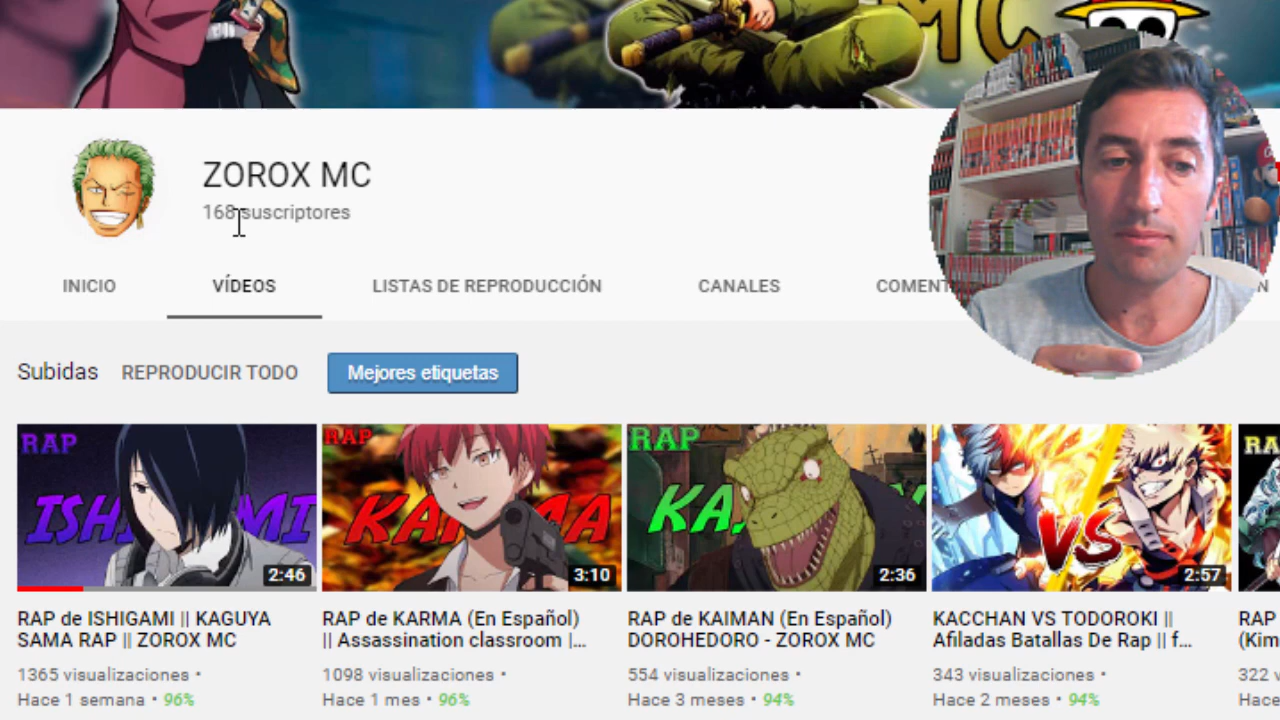 MC
ZOROX MC
168 suscriptores
INICIO
VÍDEOS
LISTAS DE REPRODUCCIÓN
CANALES
COMENT
N
Subidas
REPRODUCIR TODO
Mejores etiquetas
RAP
ISH MI
2:46
RAP
KA MA
3:10
RAP
KA
2:36
VS
2:57
RA
RAP de ISHIGAMI || KAGUYA
SAMA RAP || ZOROX MC
1365 visualizaciones •
Hace 1 semana • 96%
RAP de KARMA (En Español)
|| Assassination classroom |...
1098 visualizaciones •
Hace 1 mes • 96%
RAP de KAIMAN (En Español)
DOROHEDORO - ZOROX MC
554 visualizaciones •
Hace 3 meses • 94%
KACCHAN VS TODOROKI ||
Afiladas Batallas De Rap || f...
343 visualizaciones •
Hace 2 meses • 94%
RAP
(Kim
322 v
Hace